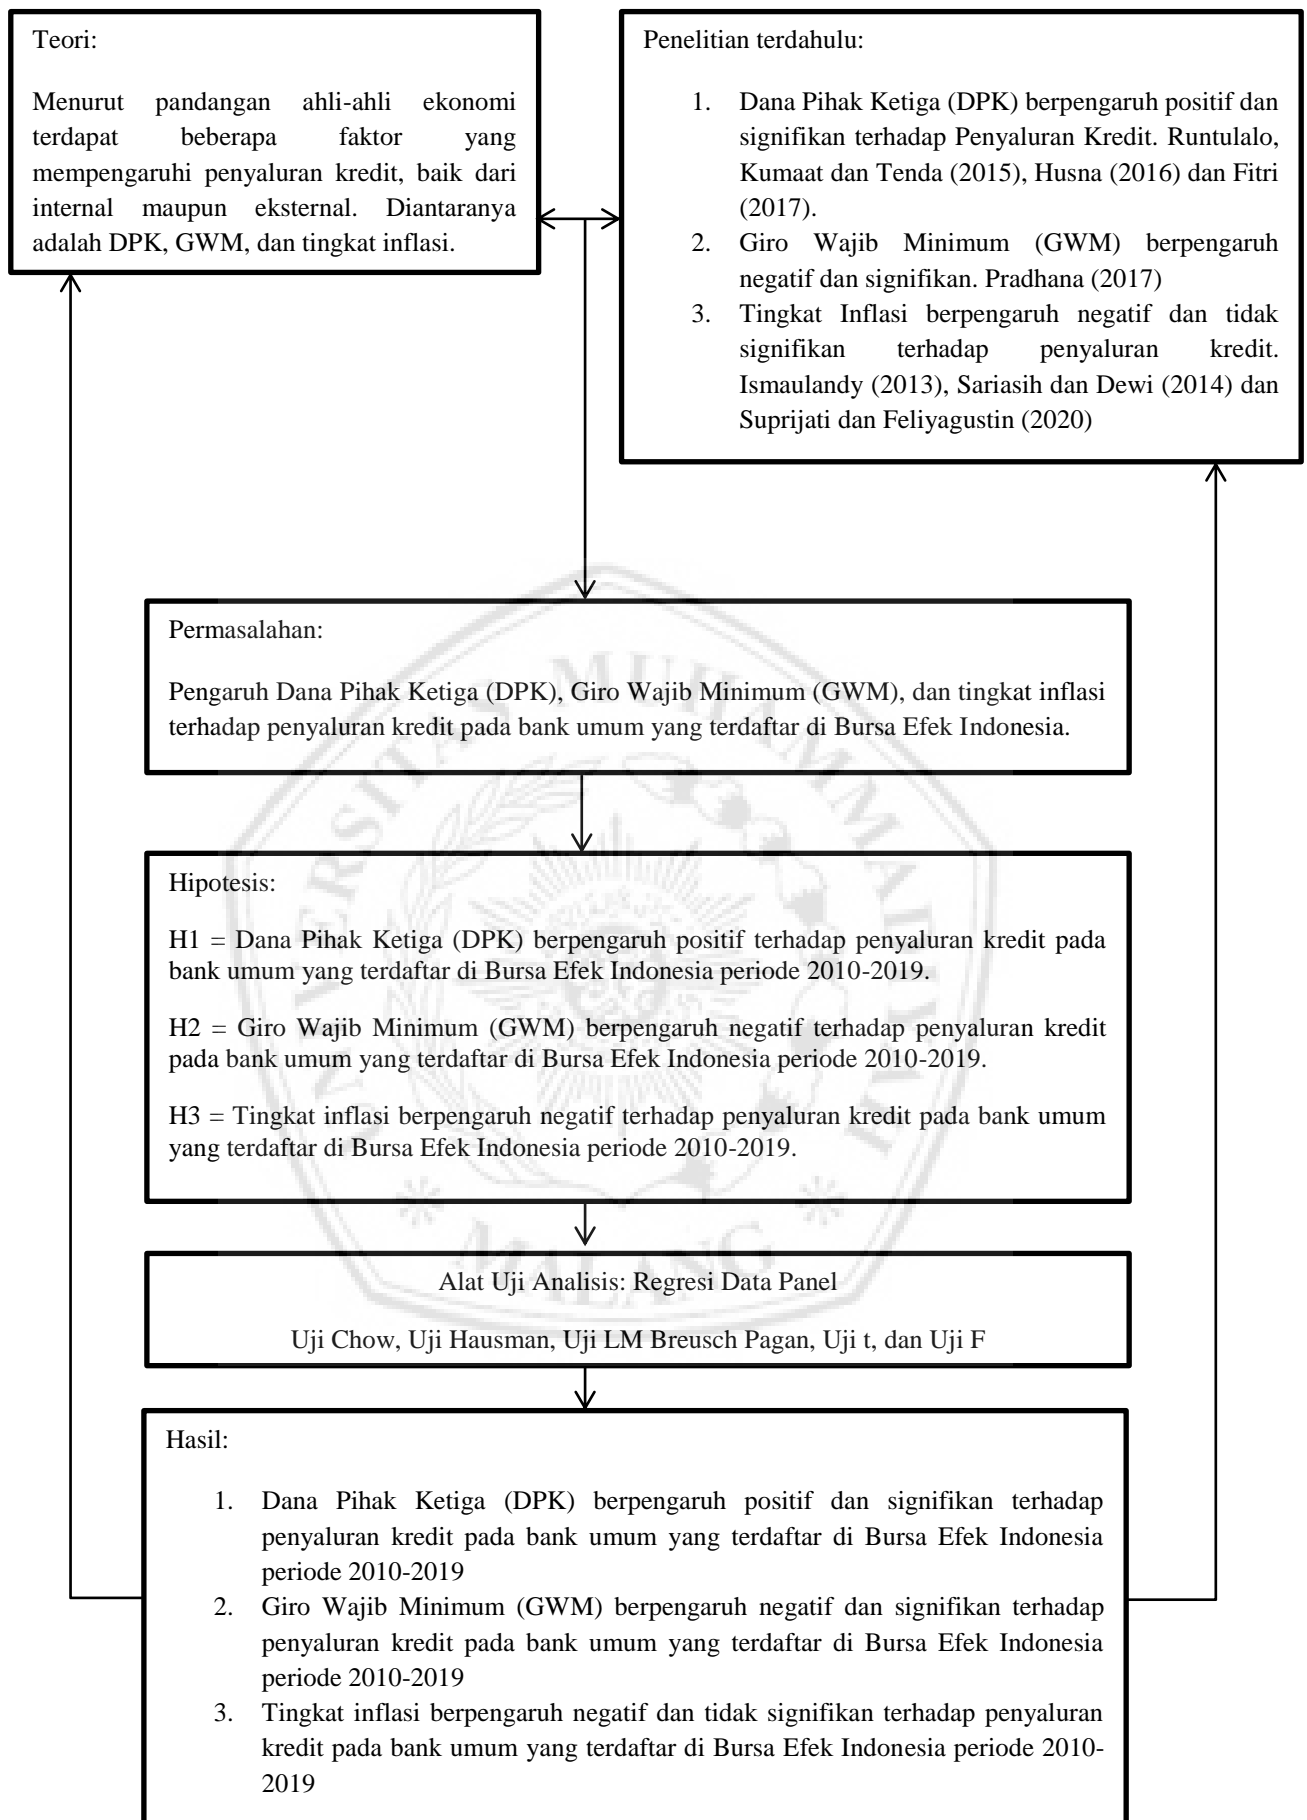 Teori:
Menurut pandangan ahli-ahli ekonomi
terdapat beberapa faktor yang
mempengaruhi penyaluran kredit, baik dari
internal maupun eksternal. Diantaranya
adalah DPK, GWM, dan tingkat inflasi.
Penelitian terdahulu:
1. Dana Pihak Ketiga (DPK) berpengaruh positif dan
signifikan terhadap Penyaluran Kredit. Runtulalo,
Kumaat dan Tenda (2015), Husna (2016) dan Fitri
(2017).
2. Giro Wajib Minimum (GWM) berpengaruh
negatif dan signifikan. Pradhana (2017)
3. Tingkat Inflasi berpengaruh negatif dan tidak
signifikan terhadap penyaluran kredit.
Ismaulandy (2013), Sariasih dan Dewi (2014) dan
Suprijati dan Feliyagustin (2020)
Permasalahan:
Pengaruh Dana Pihak Ketiga (DPK), Giro Wajib Minimum (GWM), dan tingkat inflasi
terhadap penyaluran kredit pada bank umum yang terdaftar di Bursa Efek Indonesia.
Hipotesis:
H1 = Dana Pihak Ketiga (DPK) berpengaruh positif terhadap penyaluran kredit pada
bank umum yang terdaftar di Bursa Efek Indonesia periode 2010-2019.
H2 = Giro Wajib Minimum (GWM) berpengaruh negatif terhadap penyaluran kredit
pada bank umum yang terdaftar di Bursa Efek Indonesia periode 2010-2019.
H3 = Tingkat inflasi berpengaruh negatif terhadap penyaluran kredit pada bank umum
yang terdaftar di Bursa Efek Indonesia periode 2010-2019.
Alat Uji Analisis: Regresi Data Panel
Uji Chow, Uji Hausman, Uji LM Breusch Pagan, Uji t, dan Uji F
Hasil:
1. Dana Pihak Ketiga (DPK) berpengaruh positif dan signifikan terhadap
penyaluran kredit pada bank umum yang terdaftar di Bursa Efek Indonesia
periode 2010-2019
2. Giro Wajib Minimum (GWM) berpengaruh negatif dan signifikan terhadap
penyaluran kredit pada bank umum yang terdaftar di Bursa Efek Indonesia
periode 2010-2019
3. Tingkat inflasi berpengaruh negatif dan tidak signifikan terhadap penyaluran
kredit pada bank umum yang terdaftar di Bursa Efek Indonesia periode 2010-
2019
UNIVERSITAS MUHAMMADIYAH
* MALANG *